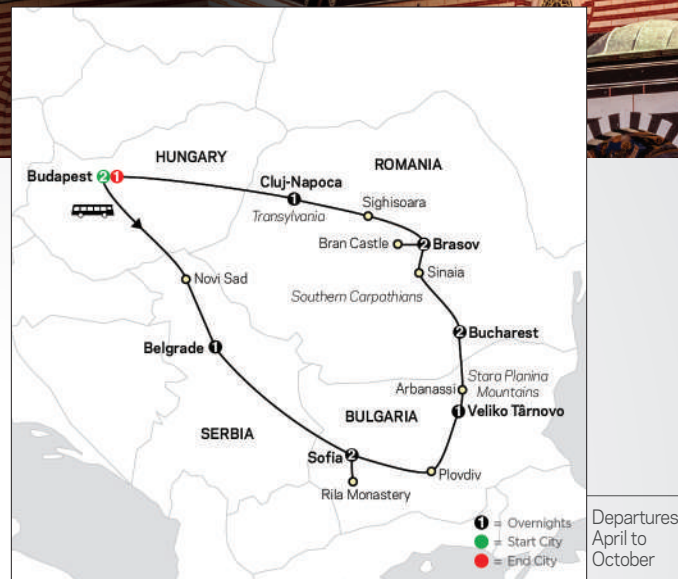 HUNGARY
ROMANIA
Budapest 2 1
Cluj-Napoca
1
Transylvania
Sighisoara
Bran Castle
2 Brasov
Sinaia
Novi Sad
Southern Carpathians
2 Bucharest
Belgrade 1
Arbanassi
Stara Planina
Mountains
1 Veliko Târnovo
BULGARIA
SERBIA
Sofia 2
Plovdiv
Rila Monastery
1 = Overnights
= Start City
= End City
Departures
April to
October